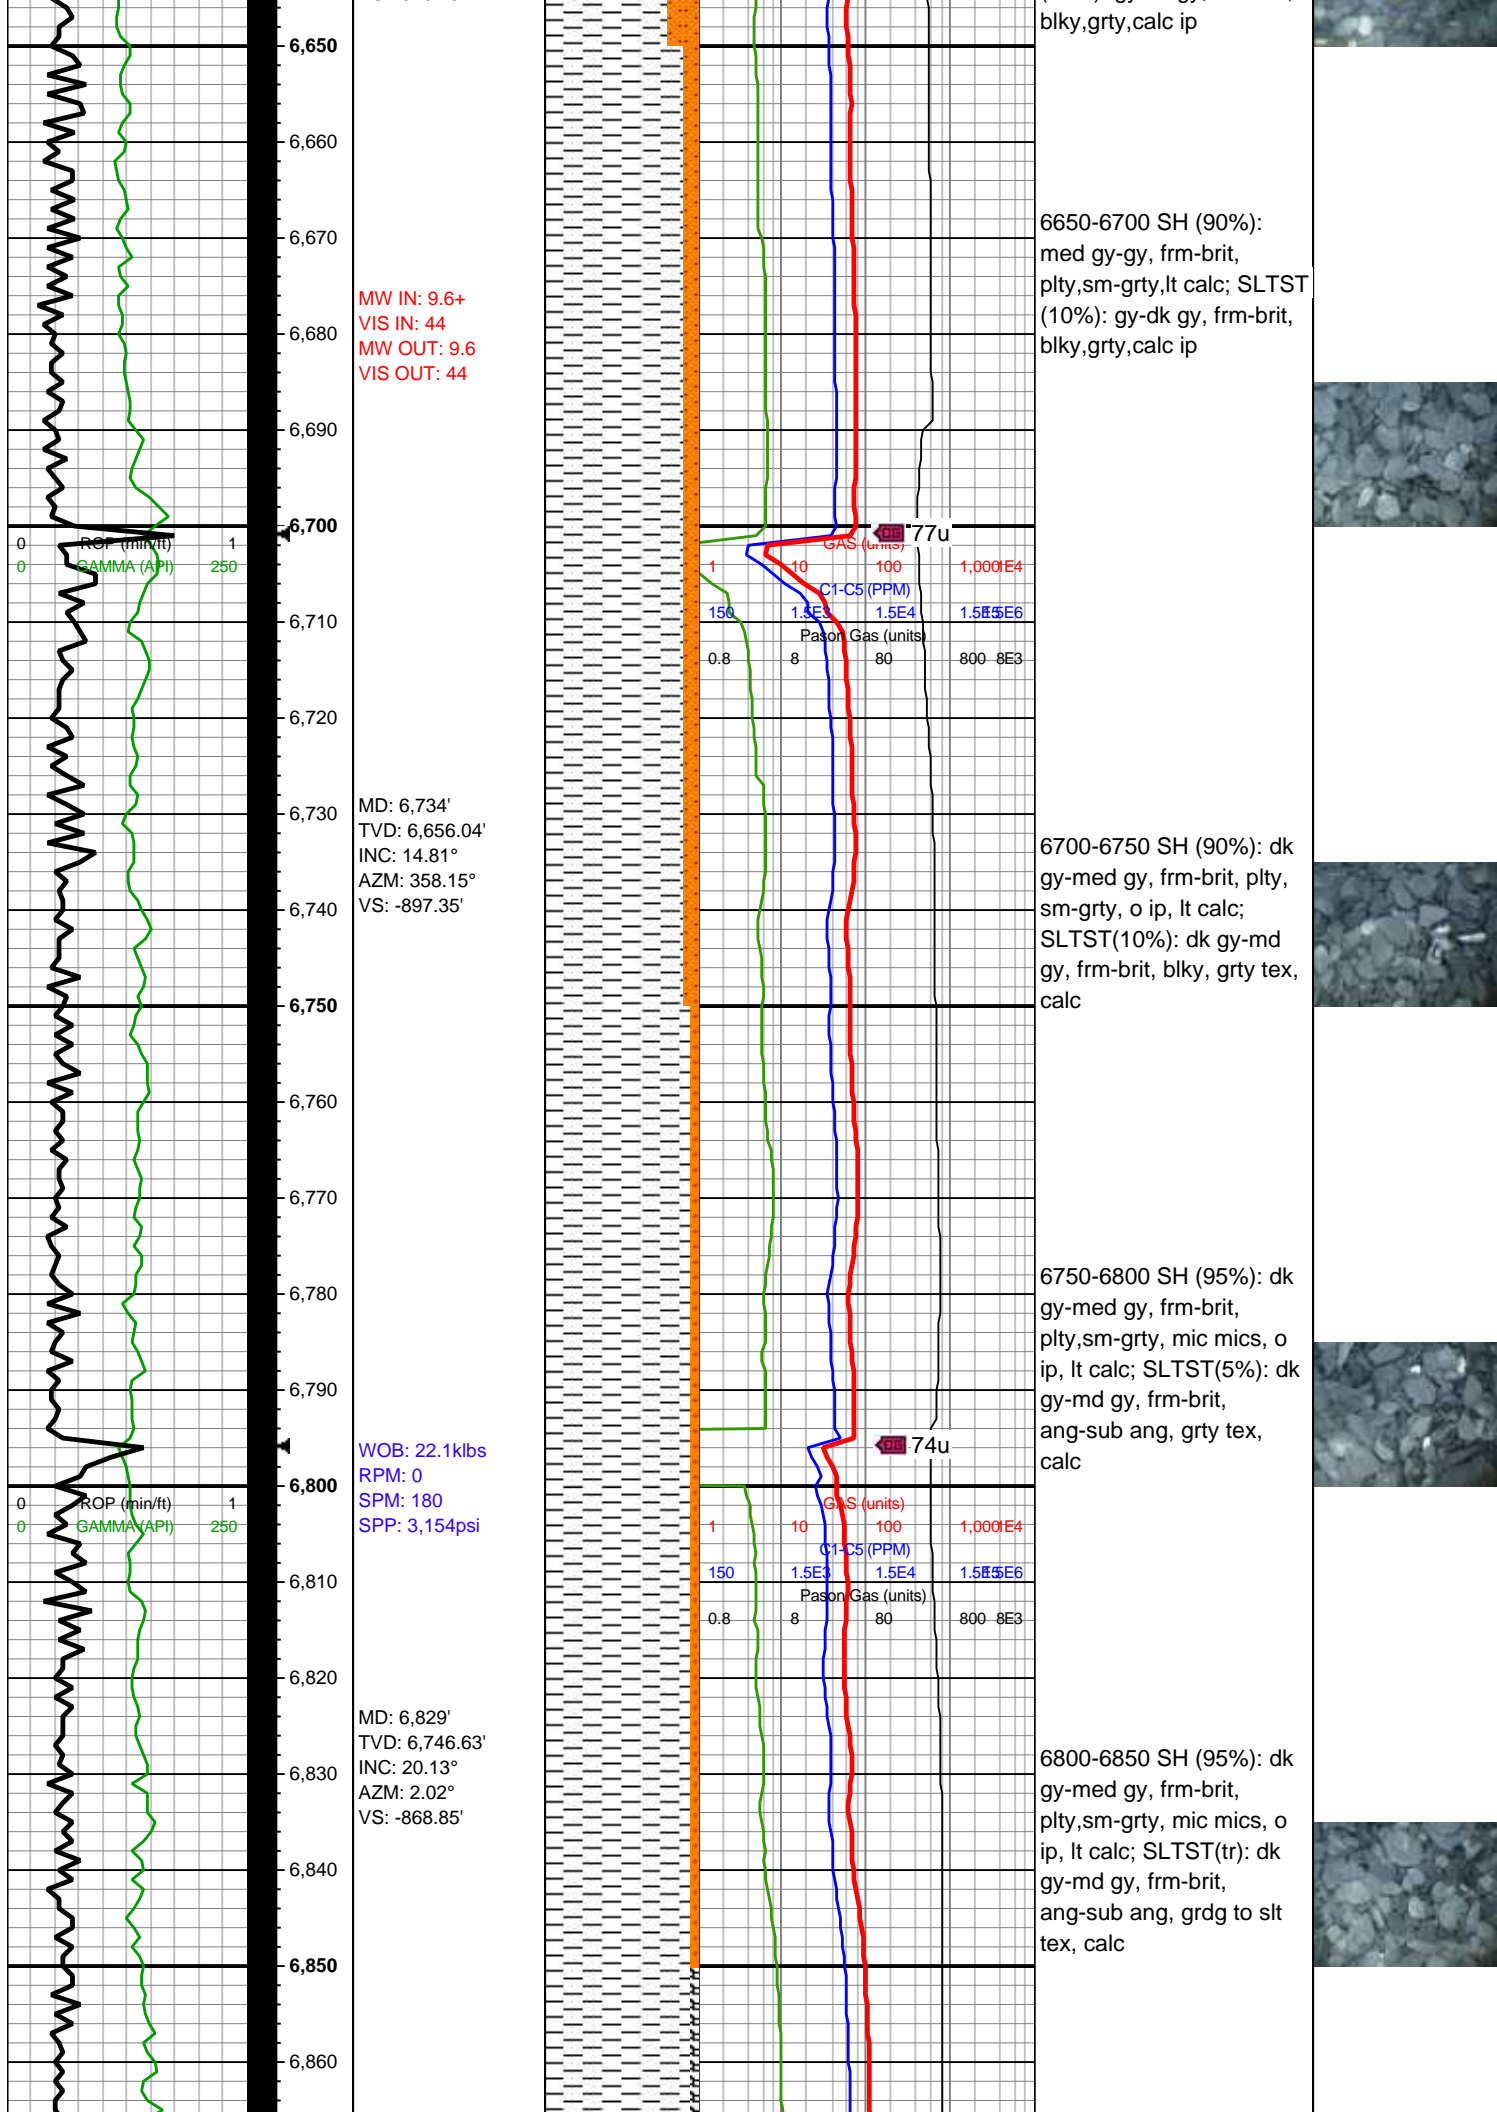 blky,grty,calc ip
6,650
6,660
6650-6700 SH (90%):
med gy-gy, frm-brit,
plty,sm-grty,lt calc; SLTST
(10%): gy-dk gy, frm-brit,
blky,grty,calc ip
6,670
MW IN: 9.6+
VIS IN: 44
MW OUT: 9.6
VIS OUT: 44
6,680
6,690
6,700
CG 77u
0 ROP (min/ft) 1
0 GAMMA (API) 250
GAS (units)
1 10 100 1,000 1E4
C1-C5 (PPM)
150 1.5E3 1.5E4 1.5E5 1.5E6
Pason Gas (units)
0.8 8 80 800 8E3
6,710
6,720
6,730
MD: 6,734'
TVD: 6,656.04'
INC: 14.81°
AZM: 358.15°
VS: -897.35'
6700-6750 SH (90%): dk
gy-med gy, frm-brit, plty,
sm-grty, o ip, lt calc;
SLTST(10%): dk gy-md
gy, frm-brit, blky, grty tex,
calc
6,740
6,750
6,760
6,770
6,780
6750-6800 SH (95%): dk
gy-med gy, frm-brit,
plty,sm-grty, mic mics, o
ip, lt calc; SLTST(5%): dk
gy-md gy, frm-brit,
ang-sub ang, grty tex,
calc
6,790
CG 74u
WOB: 22.1klbs
RPM: 0
SPM: 180
SPP: 3,154psi
6,800
0 ROP (min/ft) 1
0 GAMMA (API) 250
GAS (units)
1 10 100 1,000 1E4
C1-C5 (PPM)
150 1.5E3 1.5E4 1.5E5 1.5E6
Pason Gas (units)
0.8 8 80 800 8E3
6,810
6,820
MD: 6,829'
TVD: 6,746.63'
INC: 20.13°
AZM: 2.02°
VS: -868.85'
6,830
6800-6850 SH (95%): dk
gy-med gy, frm-brit,
plty,sm-grty, mic mics, o
ip, lt calc; SLTST(tr): dk
gy-md gy, frm-brit,
ang-sub ang, grdg to slt
tex, calc
6,840
6,850
6,860